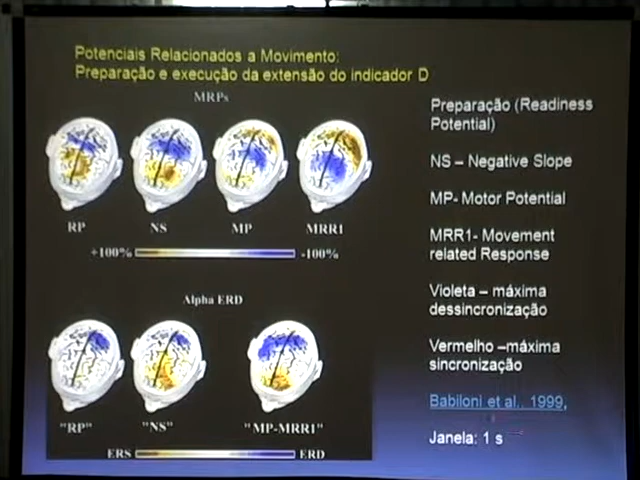 Potenciais Relacionados a Movimento:
Preparação e execução da extensão do indicador D
MRPs
RP NS MP MRR1
+100% -100%
Alpha ERD
"RP" "NS" "MP-MRR1"
ERS ERD
Preparação (Readiness
Potential)
NS – Negative Slope
MP- Motor Potential
MRR1- Movement
related Response
Violeta – máxima
dessincronização
Vermelho –máxima
sincronização
Babiloni et al., 1999,
Janela: 1 s